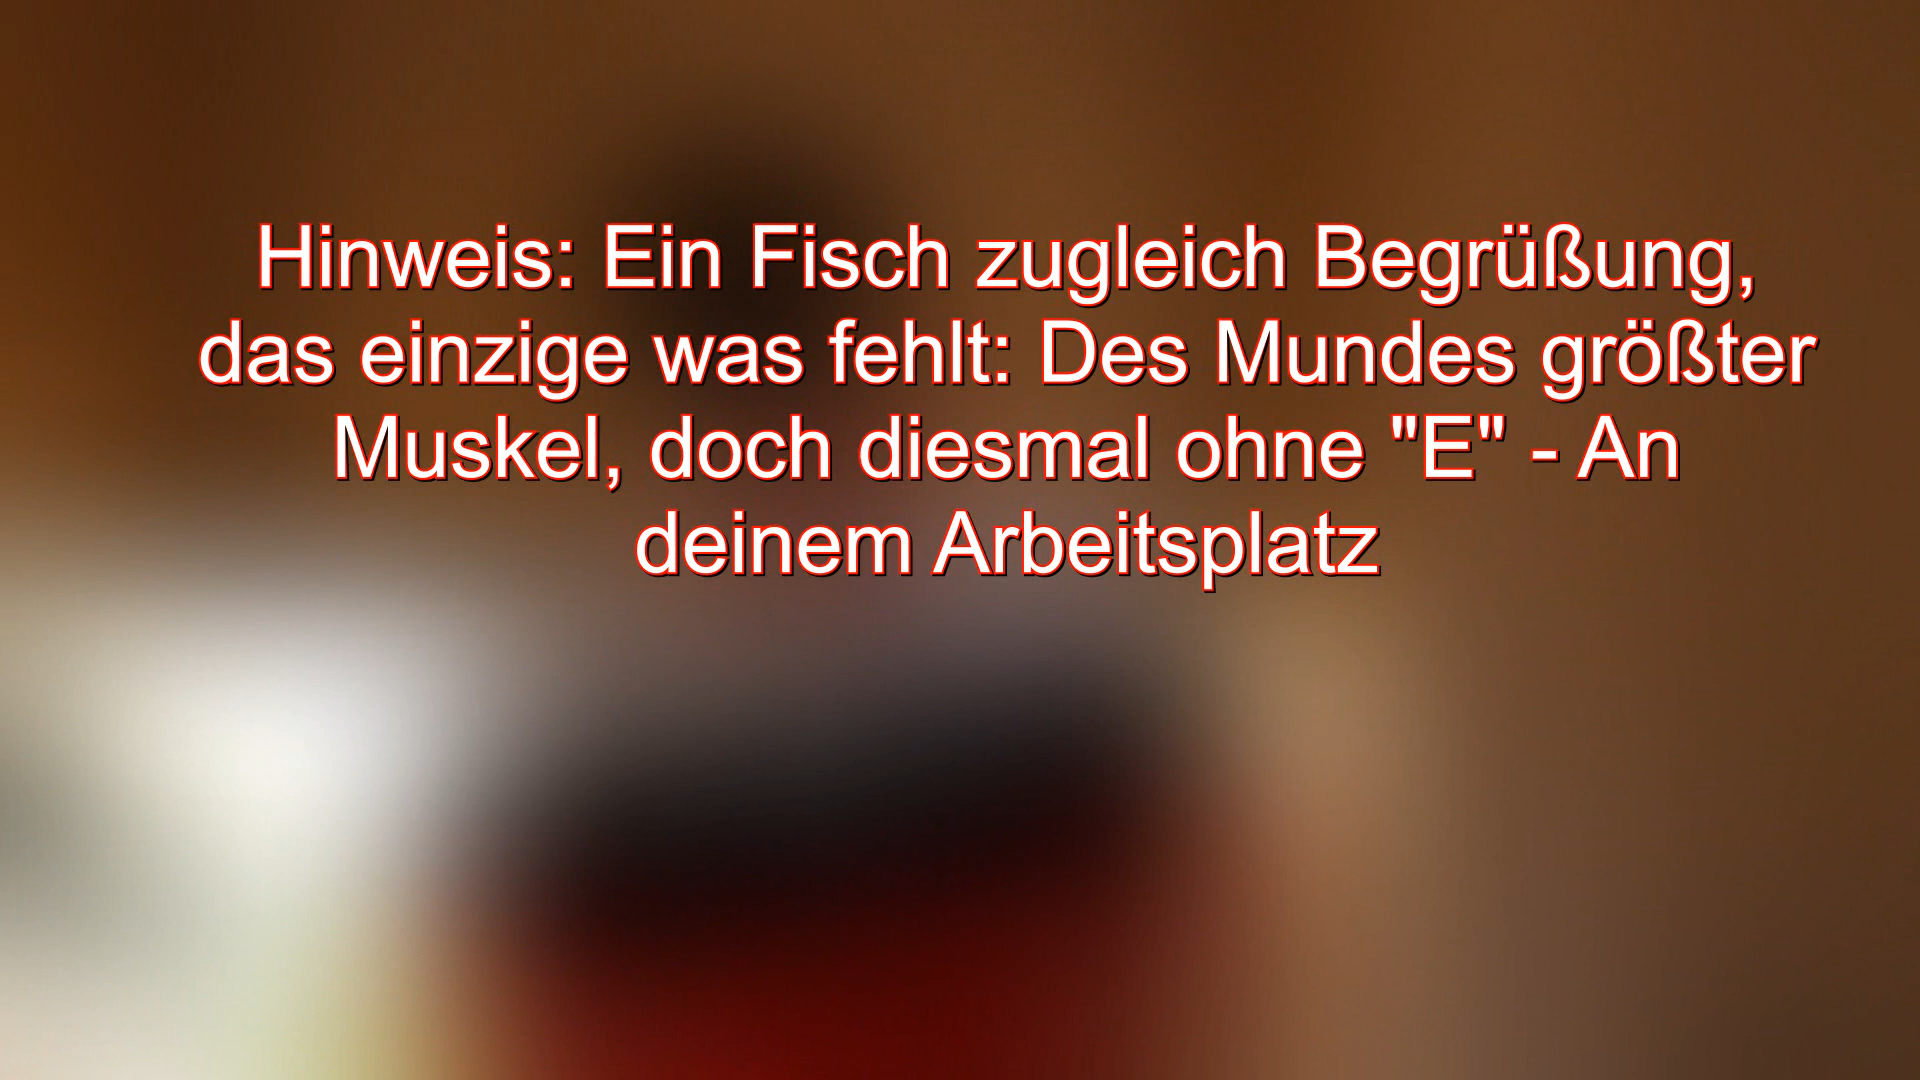 Hinweis: Ein Fisch zugleich Begrüßung,
das einzige was fehlt: Des Mundes größter
Muskel, doch diesmal ohne "E" - An
deinem Arbeitsplatz